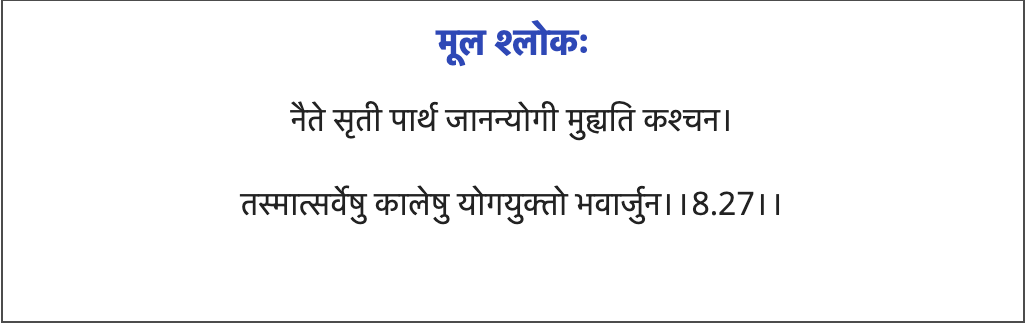 मूल श्लोकः
नैते सृती पार्थ जानन्योगी मुह्यति कश्चन।
तस्मात्सर्वेषु कालेषु योगयुक्तो भवार्जुन।।8.27।।